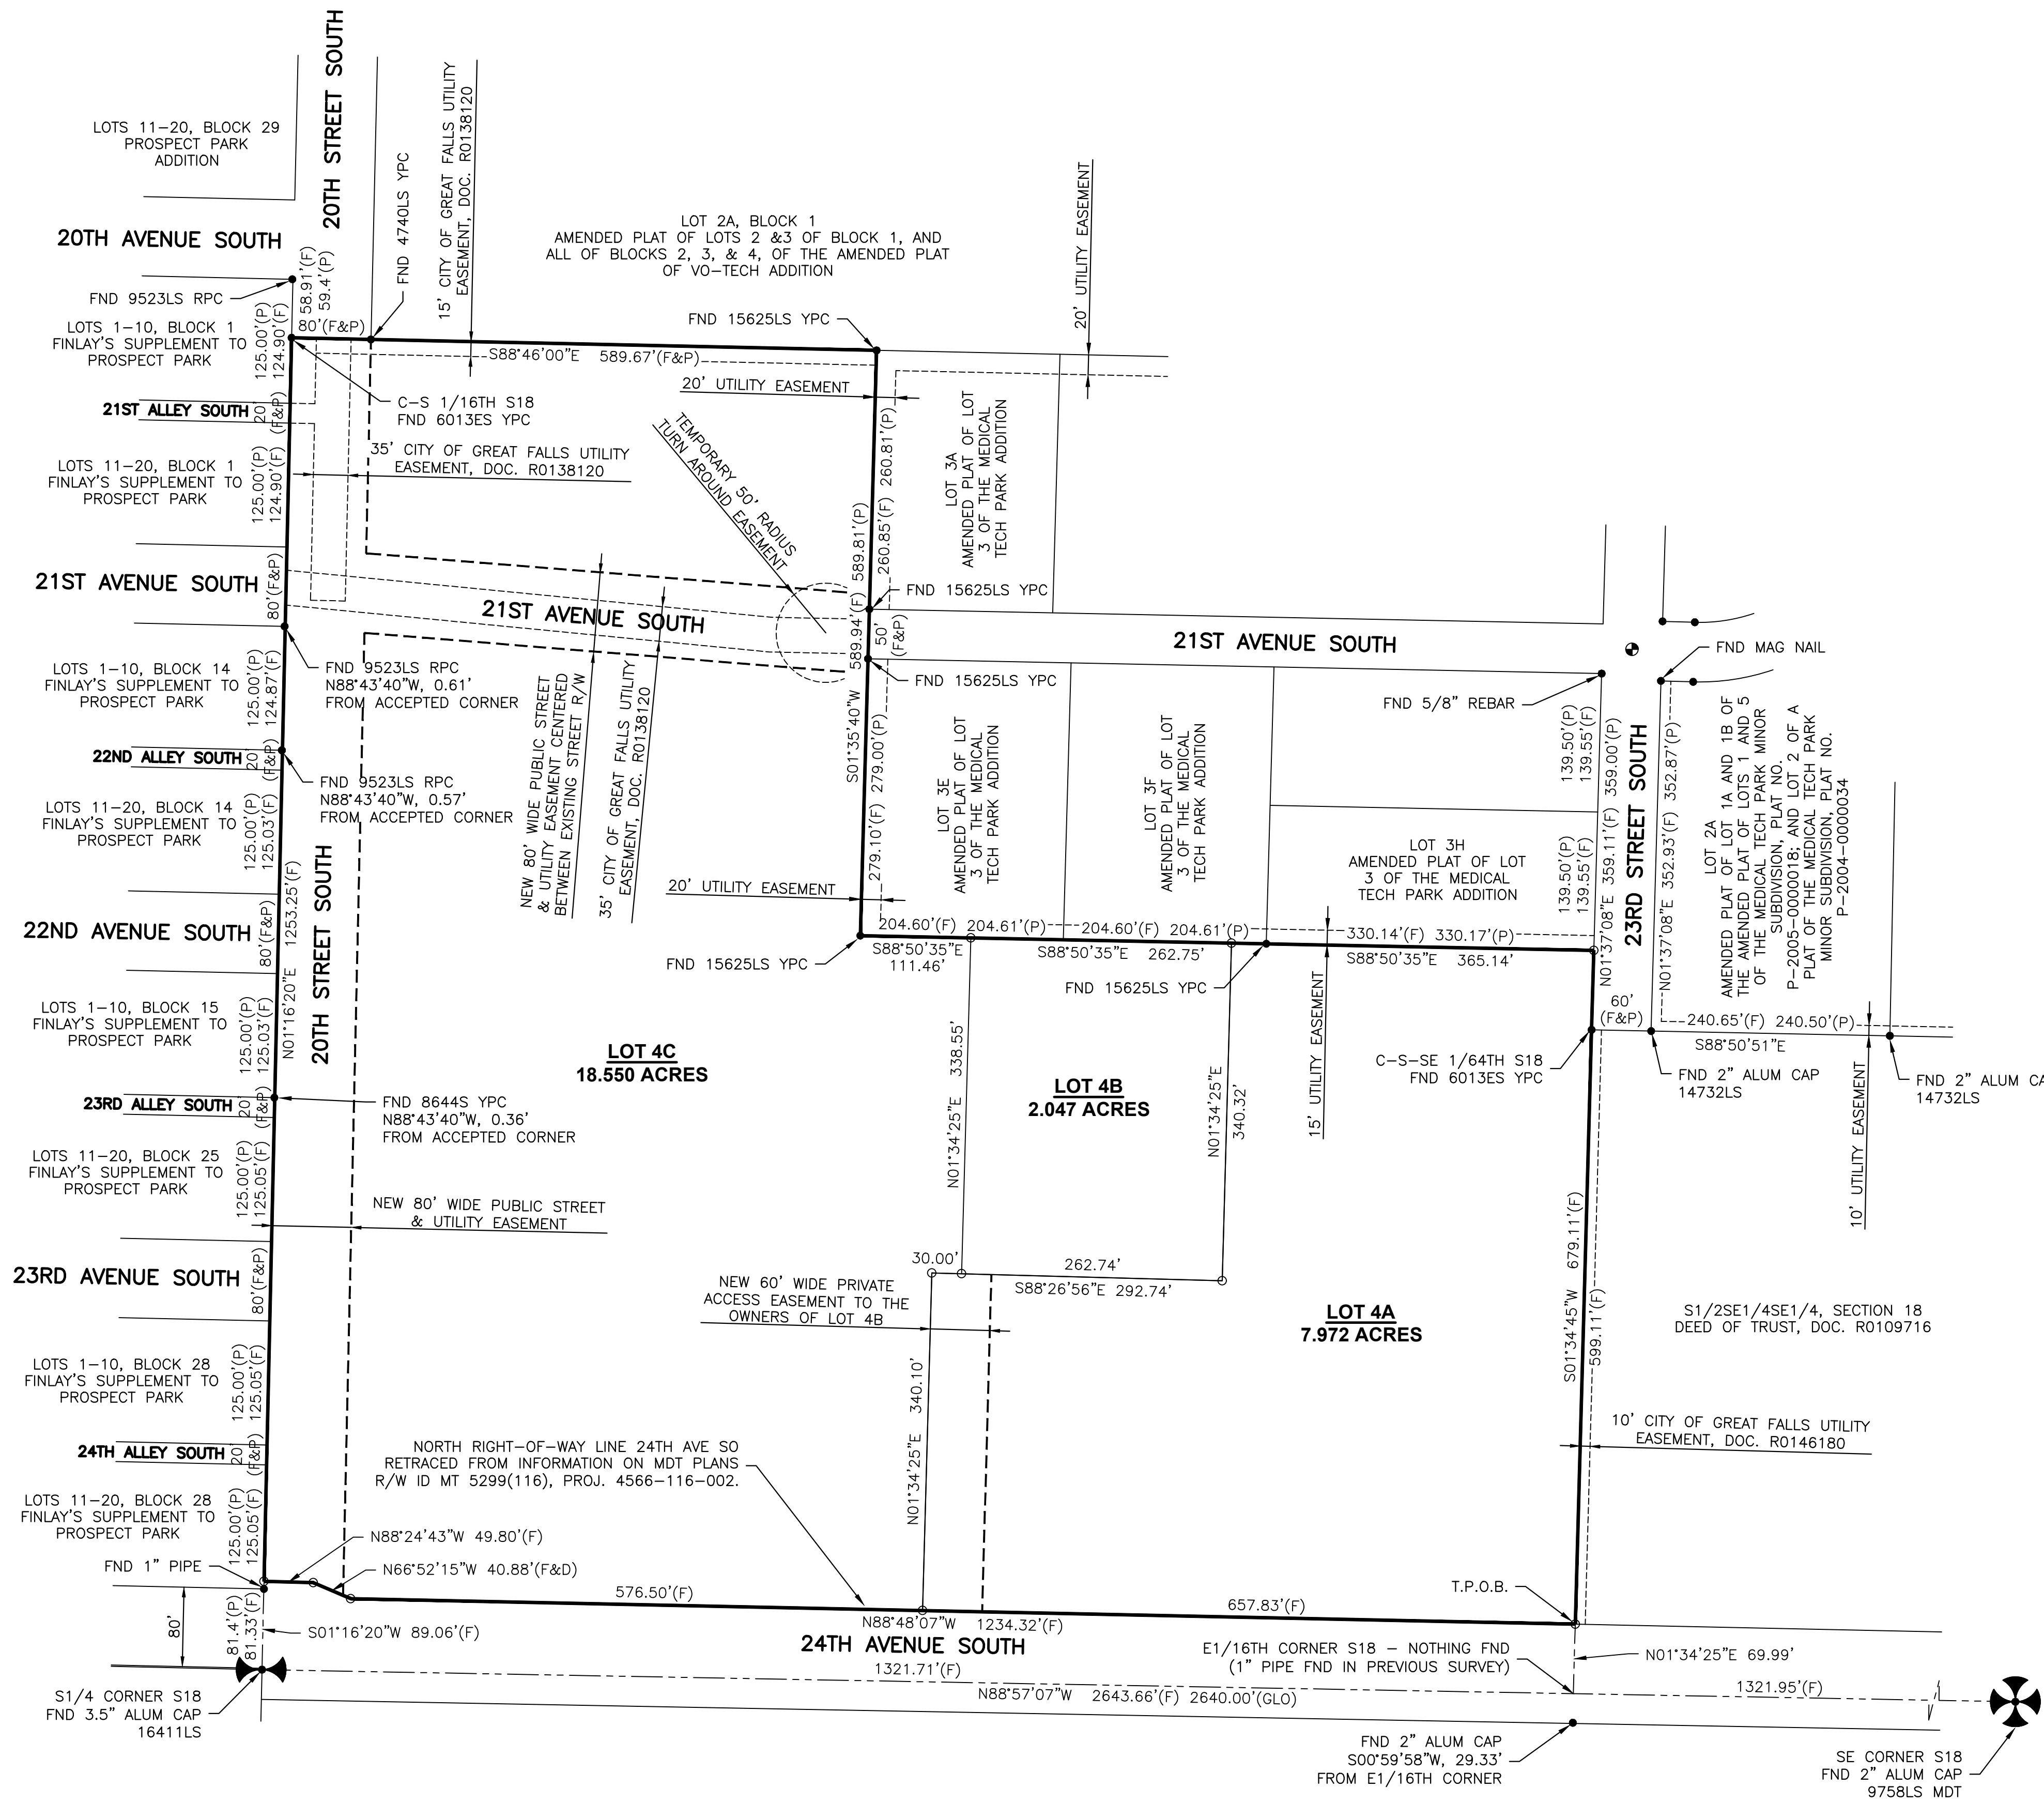 20TH STREET SOUTH
LOTS 11-20, BLOCK 29
PROSPECT PARK
ADDITION
20TH AVENUE SOUTH
FND 9523LS RPC
58.91'(F)
59.4'(P)
80'(F&P)
FND 4740LS YPC
15' CITY OF GREAT FALLS UTILITY
EASEMENT, DOC. R0138120
LOT 2A, BLOCK 1
AMENDED PLAT OF LOTS 2 &3 OF BLOCK 1, AND
ALL OF BLOCKS 2, 3, & 4, OF THE AMENDED PLAT
OF VO-TECH ADDITION
20' UTILITY EASEMENT
FND 15625LS YPC
S88°46'00"E 589.67'(F&P)
20' UTILITY EASEMENT
LOTS 1-10, BLOCK 1
FINLAY'S SUPPLEMENT TO
PROSPECT PARK
125.00'(P)
124.90'(F)
C-S 1/16TH S18
FND 6013ES YPC
21ST ALLEY SOUTH
20'
(F&P)
35' CITY OF GREAT FALLS UTILITY
EASEMENT, DOC. R0138120
LOTS 11-20, BLOCK 1
FINLAY'S SUPPLEMENT TO
PROSPECT PARK
125.00'(P)
124.90'(F)
TEMPORARY 50' RADIUS
TURN AROUND EASEMENT
260.85'(F) 260.81'(P)
589.94'(F) 589.81'(P)
LOT 3A
AMENDED PLAT OF LOT
3 OF THE MEDICAL
TECH PARK ADDITION
21ST AVENUE SOUTH
80'(F&P)
21ST AVENUE SOUTH
FND 15625LS YPC
50'
(F&P)
21ST AVENUE SOUTH
FND MAG NAIL
FND 9523LS RPC
N88°43'40"W, 0.61'
FROM ACCEPTED CORNER
FND 15625LS YPC
FND 5/8" REBAR
LOTS 1-10, BLOCK 14
FINLAY'S SUPPLEMENT TO
PROSPECT PARK
125.00'(P)
124.87'(F)
NEW 80' WIDE PUBLIC STREET
& UTILITY EASEMENT CENTERED
BETWEEN EXISTING STREET R/W
35' CITY OF GREAT FALLS UTILITY
EASEMENT, DOC. R0138120
S01°35'40"W
279.10'(F) 279.00'(P)
LOT 3E
AMENDED PLAT OF LOT
3 OF THE MEDICAL
TECH PARK ADDITION
LOT 3F
AMENDED PLAT OF LOT
3 OF THE MEDICAL
TECH PARK ADDITION
139.50'(P)
139.55'(F)
N01°37'08"E 359.11'(F) 359.00'(P)
23RD STREET SOUTH
N01°37'08"E 352.93'(F) 352.87'(P)
LOT 2A
AMENDED PLAT OF LOT 1A AND 1B OF
THE AMENDED PLAT OF LOTS 1 AND 5
OF THE MEDICAL TECH PARK MINOR
SUBDIVISION, PLAT NO.
P-2005-0000018; AND LOT 2 OF A
PLAT OF THE MEDICAL TECH PARK
MINOR SUBDIVISION, PLAT NO.
P-2004-0000034
22ND ALLEY SOUTH
20'
(F&P)
FND 9523LS RPC
N88°43'40"W, 0.57'
FROM ACCEPTED CORNER
LOTS 11-20, BLOCK 14
FINLAY'S SUPPLEMENT TO
PROSPECT PARK
125.00'(P)
125.03'(F)
LOT 3H
AMENDED PLAT OF LOT
3 OF THE MEDICAL
TECH PARK ADDITION
139.50'(P)
139.55'(F)
20' UTILITY EASEMENT
204.60'(F) 204.61'(P)
204.60'(F) 204.61'(P)
330.14'(F) 330.17'(P)
S88°50'35"E
111.46'
S88°50'35"E 262.75'
S88°50'35"E 365.14'
22ND AVENUE SOUTH
80'(F&P)
N01°16'20"E 1253.25'(F)
20TH STREET SOUTH
FND 15625LS YPC
FND 15625LS YPC
15' UTILITY EASEMENT
60'
(F&P)
240.65'(F) 240.50'(P)
S88°50'51"E
LOTS 1-10, BLOCK 15
FINLAY'S SUPPLEMENT TO
PROSPECT PARK
125.00'(P)
125.03'(F)
LOT 4C
18.550 ACRES
N01°34'25"E 338.55'
LOT 4B
2.047 ACRES
N01°34'25"E
340.32'
C-S-SE 1/64TH S18
FND 6013ES YPC
FND 2" ALUM CAP
14732LS
FND 2" ALUM CA
14732LS
10' UTILITY EASEMENT
23RD ALLEY SOUTH
20'
(F&P)
FND 8644S YPC
N88°43'40"W, 0.36'
FROM ACCEPTED CORNER
LOTS 11-20, BLOCK 25
FINLAY'S SUPPLEMENT TO
PROSPECT PARK
125.00'(P)
125.05'(F)
NEW 80' WIDE PUBLIC STREET
& UTILITY EASEMENT
23RD AVENUE SOUTH
80'(F&P)
30.00'
262.74'
S88°26'56"E 292.74'
NEW 60' WIDE PRIVATE
ACCESS EASEMENT TO THE
OWNERS OF LOT 4B
LOT 4A
7.972 ACRES
S01°34'45"W 679.11'(F)
599.11'(F)
S1/2SE1/4SE1/4, SECTION 18
DEED OF TRUST, DOC. R0109716
LOTS 1-10, BLOCK 28
FINLAY'S SUPPLEMENT TO
PROSPECT PARK
125.00'(P)
125.05'(F)
N01°34'25"E 340.10'
10' CITY OF GREAT FALLS UTILITY
EASEMENT, DOC. R0146180
24TH ALLEY SOUTH
20'
(F&P)
NORTH RIGHT-OF-WAY LINE 24TH AVE SO
RETRACED FROM INFORMATION ON MDT PLANS
R/W ID MT 5299(116), PROJ. 4566-116-002.
LOTS 11-20, BLOCK 28
FINLAY'S SUPPLEMENT TO
PROSPECT PARK
125.00'(P)
125.05'(F)
N88°24'43"W 49.80'(F)
FND 1" PIPE
N66°52'15"W 40.88'(F&D)
576.50'(F)
657.83'(F)
T.P.O.B.
80'
81.4'(P)
81.33'(F)
S01°16'20"W 89.06'(F)
N88°48'07"W 1234.32'(F)
24TH AVENUE SOUTH
E1/16TH CORNER S18 - NOTHING FND
(1" PIPE FND IN PREVIOUS SURVEY)
N01°34'25"E 69.99'
1321.71'(F)
N88°57'07"W 2643.66'(F) 2640.00'(GLO)
1321.95'(F)
S1/4 CORNER S18
FND 3.5" ALUM CAP
16411LS
FND 2" ALUM CAP
S00°59'58"W, 29.33'
FROM E1/16TH CORNER
SE CORNER S18
FND 2" ALUM CAP
9758LS MDT